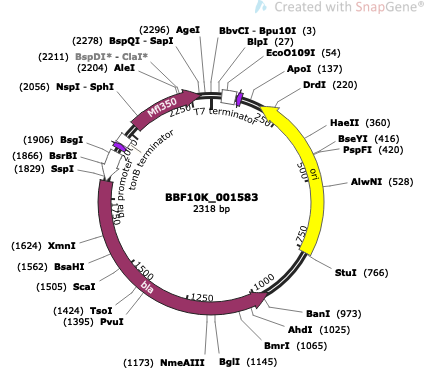 Created with SnapGene®
(2296) AgeI
BbvCI - Bpu10I (3)
(2278) BspQI - SapI
BlpI (27)
(2211) BspDI* - ClaI*
EcoO109I (54)
(2204) AleI
ApoI (137)
(2056) NspI - SphI
DrdI (220)
Mfl350
2250
T7 terminator
250
HaeII (360)
BseYI (416)
PspFI (420)
(1906) BsgI
(1866) BsrBI
(1829) SspI
tonB terminator
bla promoter
ori
500
AlwNI (528)
BBF10K_001583
2318 bp
750
(1624) XmnI
(1562) BsaHI
(1505) ScaI
(1424) TsoI
(1395) PvuI
1500
bla
1250
1000
StuI (766)
BanI (973)
AhdI (1025)
BmrI (1065)
(1173) NmeAIII
BglI (1145)